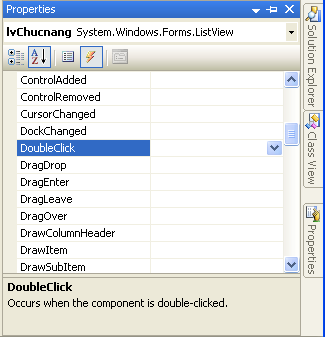 Properties
lvChucnang System.Windows.Forms.ListView
ControlAdded
ControlRemoved
CursorChanged
DockChanged
DoubleClick
DragDrop
DragEnter
DragLeave
DragOver
DrawColumnHeader
DrawItem
DrawSubItem
DoubleClick
Occurs when the component is double-clicked.
Solution Explorer
Class View
Properties